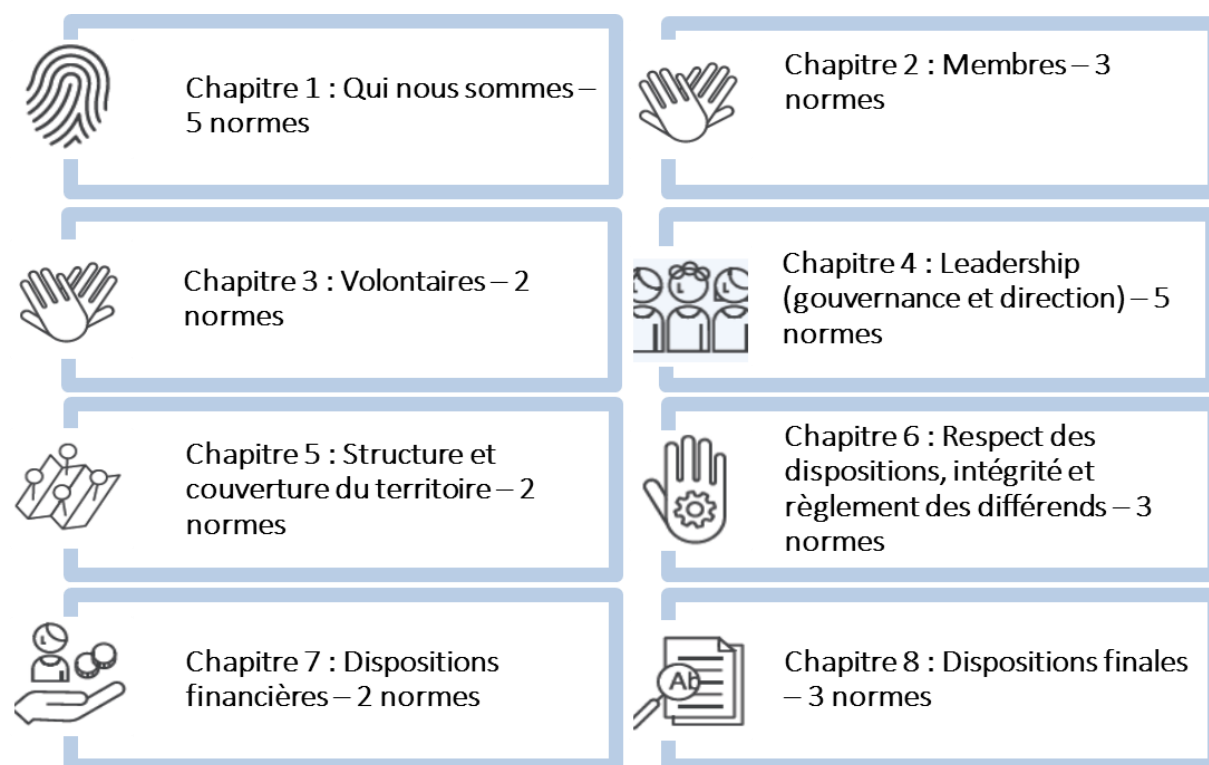 Chapitre 1 : Qui nous sommes –
5 normes
Chapitre 2 : Membres – 3
normes
Chapitre 3 : Volontaires – 2
normes
Chapitre 4 : Leadership
(gouvernance et direction) – 5
normes
Chapitre 5 : Structure et
couverture du territoire – 2
normes
Chapitre 6 : Respect des
dispositions, intégrité et
règlement des différends – 3
normes
Chapitre 7 : Dispositions
financières – 2 normes
Ab
Chapitre 8 : Dispositions finales
– 3 normes